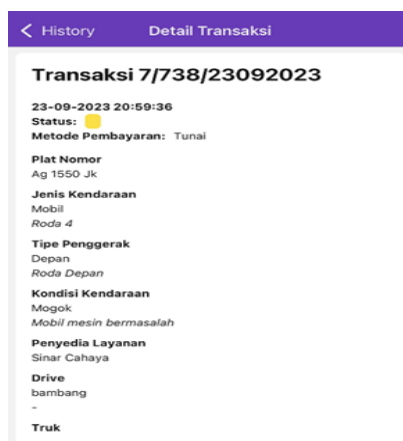 History
Detail Transaksi
Transaksi 7/738/23092023
23-09-2023 20:59:36
Status:
Metode Pembayaran: Tunai
Plat Nomor
Ag 1550 Jk
Jenis Kendaraan
Mobil
Roda 4
Tipe Penggerak
Depan
Roda Depan
Kondisi Kendaraan
Mogok
Mobil mesin bermasalah
Penyedia Layanan
Sinar Cahaya
Drive
bambang
-
Truk